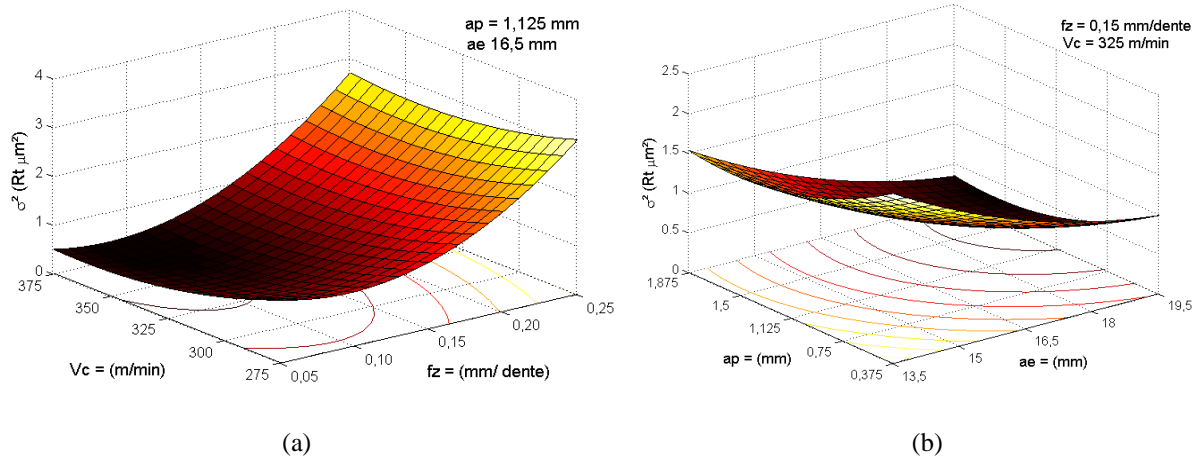 ap = 1,125 mm
ae 16,5 mm
4
3
2
1
0
σ² (Rt μm²)
375
350
325
300
275
Vc = (m/min)
0,05
0,10
0,15
0,20
0,25
fz = (mm/ dente)
(a)
fz = 0,15 mm/dente
Vc = 325 m/min
2.5
2
1.5
1
0.5
0
σ² (Rt μm²)
1,875
1,5
1,125
0,75
0,375
ap = (mm)
13,5
15
16,5
18
19,5
ae = (mm)
(b)